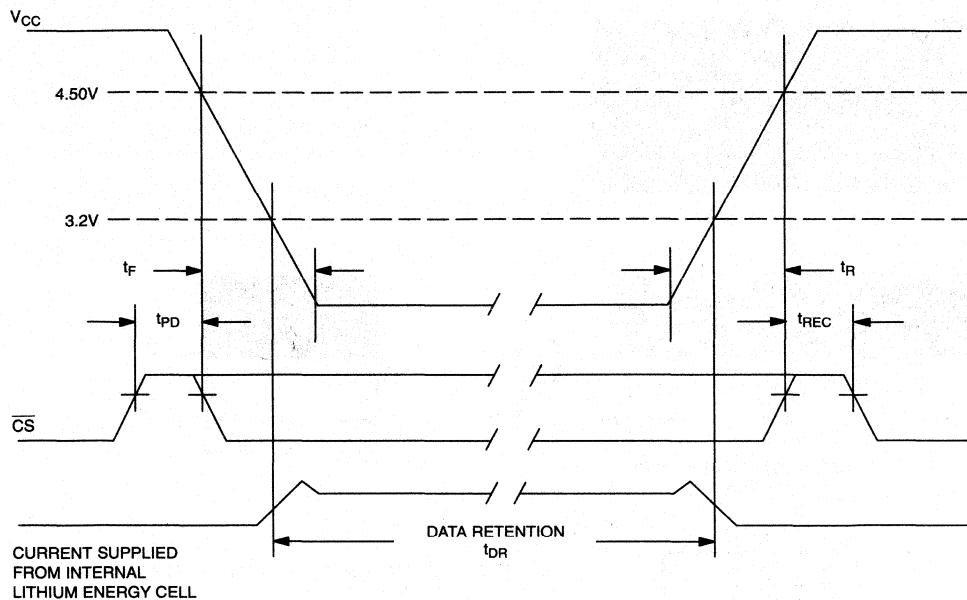 VCC
4.50V
3.2V
tF
tR
tPD
tREC
CS
DATA RETENTION
tDR
CURRENT SUPPLIED
FROM INTERNAL
LITHIUM ENERGY CELL